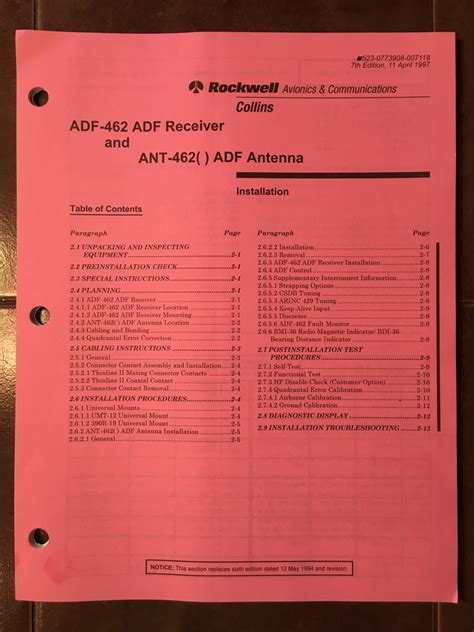 ■523-0773908-007118
7th Edition, 11 April 1997
Rockwell Avionics & Communications
Collins
ADF-462 ADF Receiver
and
ANT-462( ) ADF Antenna
Installation
Table of Contents
Paragraph Page
2.1 UNPACKING AND INSPECTING
EQUIPMENT 2-1
2.2 PREINSTALLATION CHECK 2-1
2.3 SPECIAL INSTRUCTIONS 2-1
2.4 PLANNING 2-1
2.4.1 ADF-462 ADF Receiver 2-1
2.4.1.1 ADF-462 ADF Receiver Location 2-1
2.4.1.2 ADF-462 ADF Receiver Mounting 2-1
2.4.2 ANT-462( ) ADF Antenna Location 2-1
2.4.3 Cabling and Bonding 2-2
2.4.4 Quadrantal Error Correction 2-2
2.5 CABLING INSTRUCTIONS 2-2
2.5.1 General 2-3
2.5.2 Connector Contact Assembly and Installation 2-4
2.5.2.1 Thinline II Mating Connector Contacts 2-4
2.5.2.2 Thinline II Coaxial Contact 2-4
2.5.3 Connector Contact Removal 2-4
2.6 INSTALLATION PROCEDURES 2-4
2.6.1 Universal Mounts 2-4
2.6.1.1 UMT-12 Universal Mount 2-4
2.6.1.2 390R-19 Universal Mount 2-5
2.6.2 ANT-462( ) ADF Antenna Installation 2-5
2.6.2.1 General 2-5
Paragraph Page
2.6.2.2 Installation 2-6
2.6.2.3 Removal 2-7
2.6.3 ADF-462 ADF Receiver Installation 2-8
2.6.4 ADF Control 2-8
2.6.5 Supplementary Interconnect Information 2-8
2.6.5.1 Strapping Options 2-8
2.6.5.2 CSDB Tuning 2-8
2.6.5.3 ARINC 429 Tuning 2-8
2.6.5.4 Keep-Alive Input 2-9
2.6.5.5 Discretes 2-9
2.6.5.6 ADF-462 Fault Monitor 2-9
2.6.6 RMI-36 Radio Magnetic Indicator/ BDI-36
Bearing Distance Indicator 2-9
2.7 POSTINSTALLATION TEST
PROCEDURES 2-9
2.7.1 Self-Test 2-9
2.7.2 Functional Test 2-10
2.7.3 HF Disable Check (Customer Option) 2-10
2.7.4 Quadrantal Error Calibration 2-10
2.7.4.1 Airborne Calibration 2-10
2.7.4.2 Ground Calibration 2-10
2.8 DIAGNOSTIC DISPLAY 2-12
2.9 INSTALLATION TROUBLESHOOTING 2-13
NOTICE: This section replaces sixth edition dated 12 May 1994 and revision.